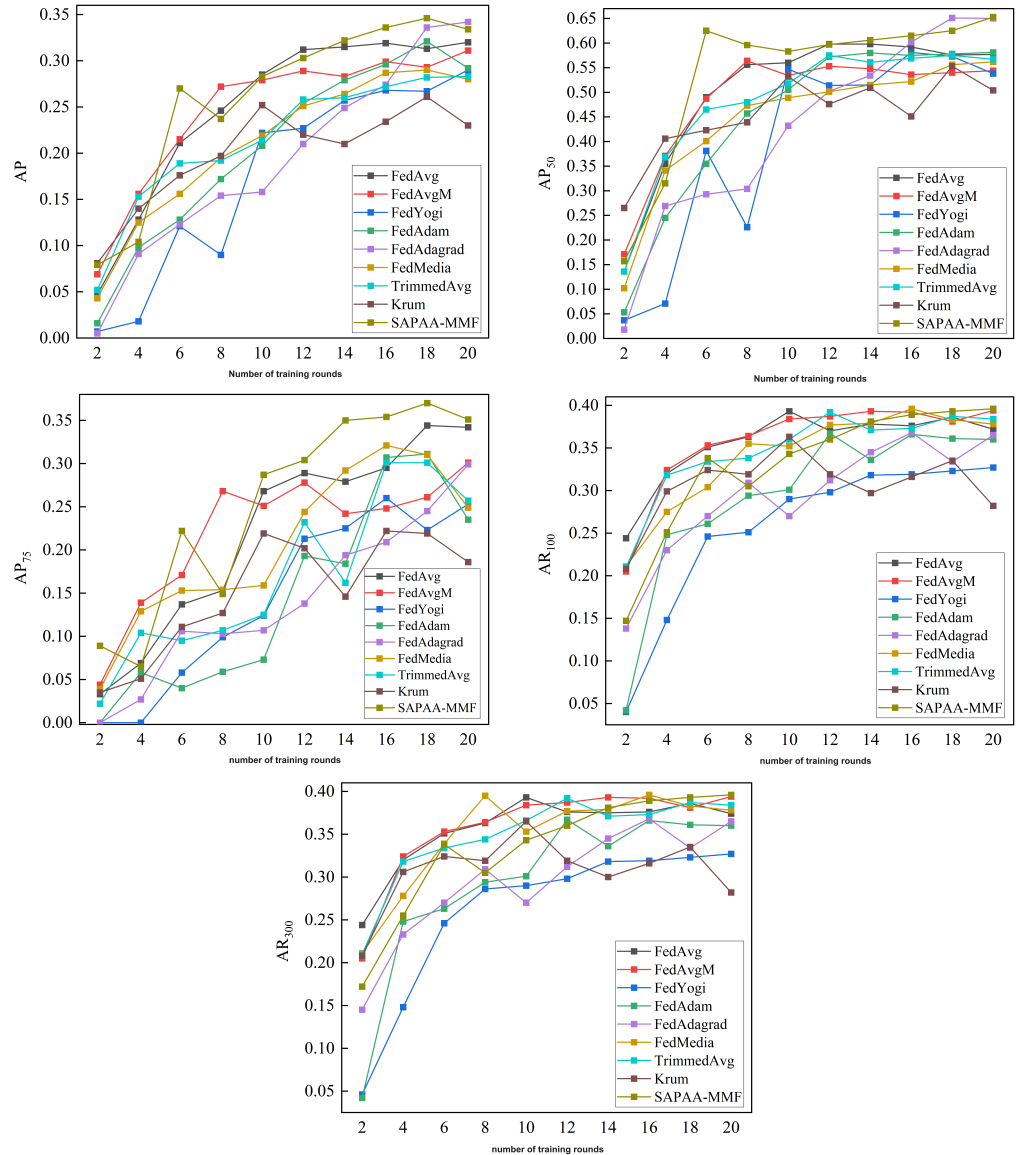 AP
0.35
0.30
0.25
0.20
0.15
0.10
0.05
0.00
2 4 6 8 10 12 14 16 18 20
Number of training rounds
FedAvg
FedAvgM
FedYogi
FedAdam
FedAdagrad
FedMedia
TrimmedAvg
Krum
SAPAA-MMF
AP50
0.65
0.60
0.55
0.50
0.45
0.40
0.35
0.30
0.25
0.20
0.15
0.10
0.05
0.00
2 4 6 8 10 12 14 16 18 20
Number of training rounds
FedAvg
FedAvgM
FedYogi
FedAdam
FedAdagrad
FedMedia
TrimmedAvg
Krum
SAPAA-MMF
AP75
0.35
0.30
0.25
0.20
0.15
0.10
0.05
0.00
2 4 6 8 10 12 14 16 18 20
number of training rounds
FedAvg
FedAvgM
FedYogi
FedAdam
FedAdagrad
FedMedia
TrimmedAvg
Krum
SAPAA-MMF
AR100
0.40
0.35
0.30
0.25
0.20
0.15
0.10
0.05
2 4 6 8 10 12 14 16 18 20
number of training rounds
FedAvg
FedAvgM
FedYogi
FedAdam
FedAdagrad
FedMedia
TrimmedAvg
Krum
SAPAA-MMF
AR300
0.40
0.35
0.30
0.25
0.20
0.15
0.10
0.05
2 4 6 8 10 12 14 16 18 20
number of training rounds
FedAvg
FedAvgM
FedYogi
FedAdam
FedAdagrad
FedMedia
TrimmedAvg
Krum
SAPAA-MMF